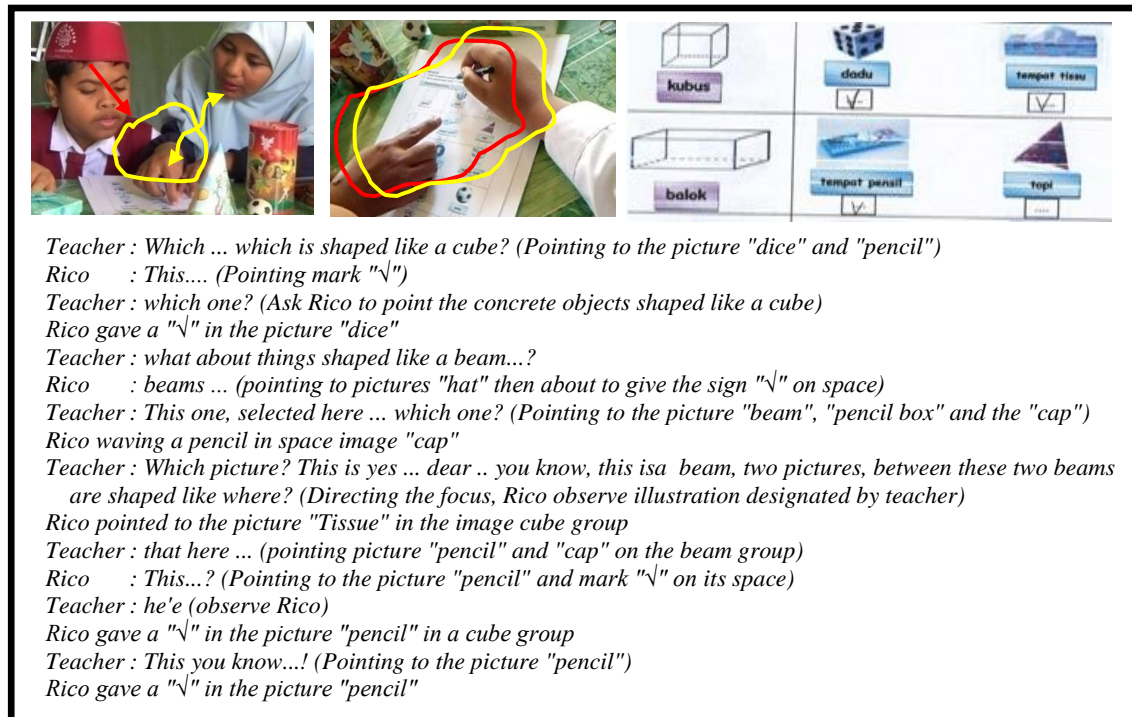 kubus
dadu
tempat tissu
√...
√...
balok
tempat pensil
topi
√...
....
Teacher : Which ... which is shaped like a cube? (Pointing to the picture "dice" and "pencil")
Rico : This.... (Pointing mark "√")
Teacher : which one? (Ask Rico to point the concrete objects shaped like a cube)
Rico gave a "√" in the picture "dice"
Teacher : what about things shaped like a beam...?
Rico : beams ... (pointing to pictures "hat" then about to give the sign "√" on space)
Teacher : This one, selected here ... which one? (Pointing to the picture "beam", "pencil box" and the "cap")
Rico waving a pencil in space image "cap"
Teacher : Which picture? This is yes ... dear .. you know, this isa beam, two pictures, between these two beams
are shaped like where? (Directing the focus, Rico observe illustration designated by teacher)
Rico pointed to the picture "Tissue" in the image cube group
Teacher : that here ... (pointing picture "pencil" and "cap" on the beam group)
Rico : This...? (Pointing to the picture "pencil" and mark "√" on its space)
Teacher : he'e (observe Rico)
Rico gave a "√" in the picture "pencil" in a cube group
Teacher : This you know...! (Pointing to the picture "pencil")
Rico gave a "√" in the picture "pencil"